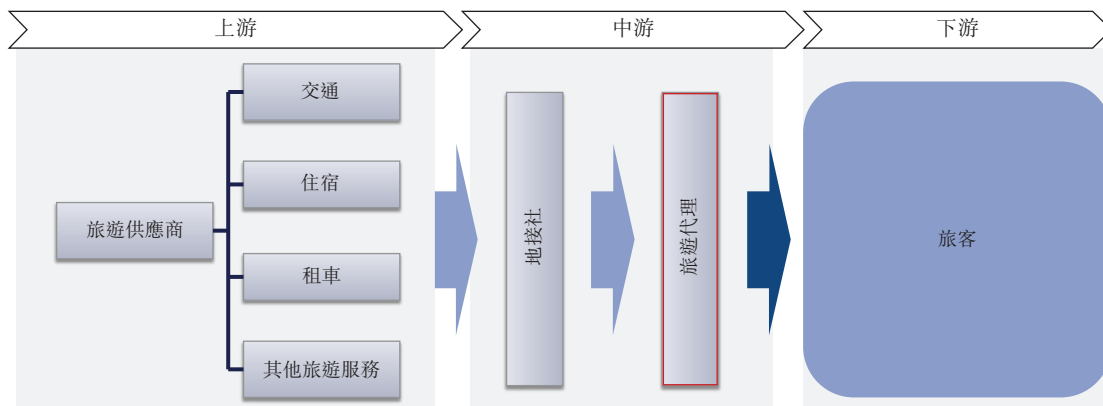 上游
中游
下游
交通
住宿
旅遊供應商
租車
其他旅遊服務
地接社
旅遊代理
旅客